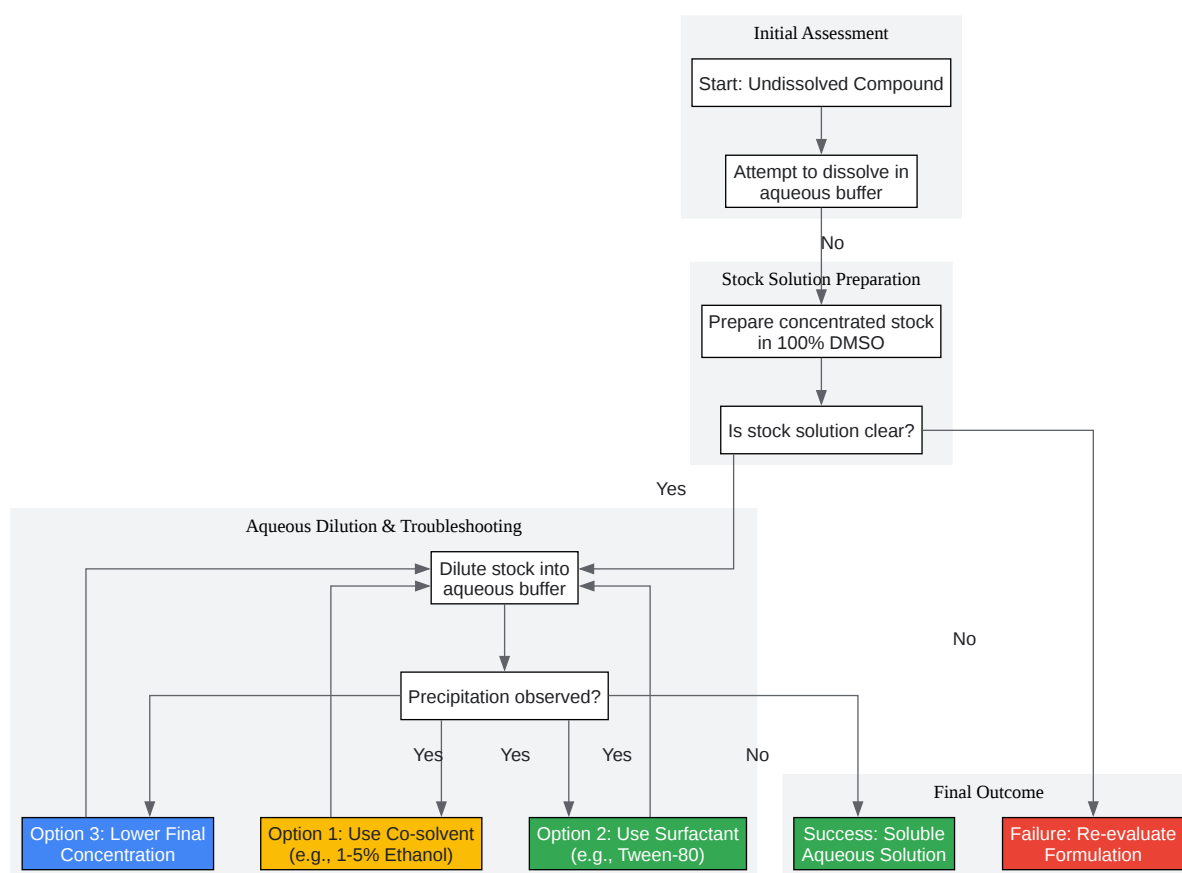 Initial Assessment
Start: Undissolved Compound
Attempt to dissolve in
aqueous buffer
No
Stock Solution Preparation
Prepare concentrated stock
in 100% DMSO
Is stock solution clear?
Yes
Aqueous Dilution & Troubleshooting
Dilute stock into
aqueous buffer
No
Precipitation observed?
Yes
Yes
Yes
No
Final Outcome
Option 3: Lower Final
Concentration
Option 1: Use Co-solvent
(e.g., 1-5% Ethanol)
Option 2: Use Surfactant
(e.g., Tween-80)
Success: Soluble
Aqueous Solution
Failure: Re-evaluate
Formulation